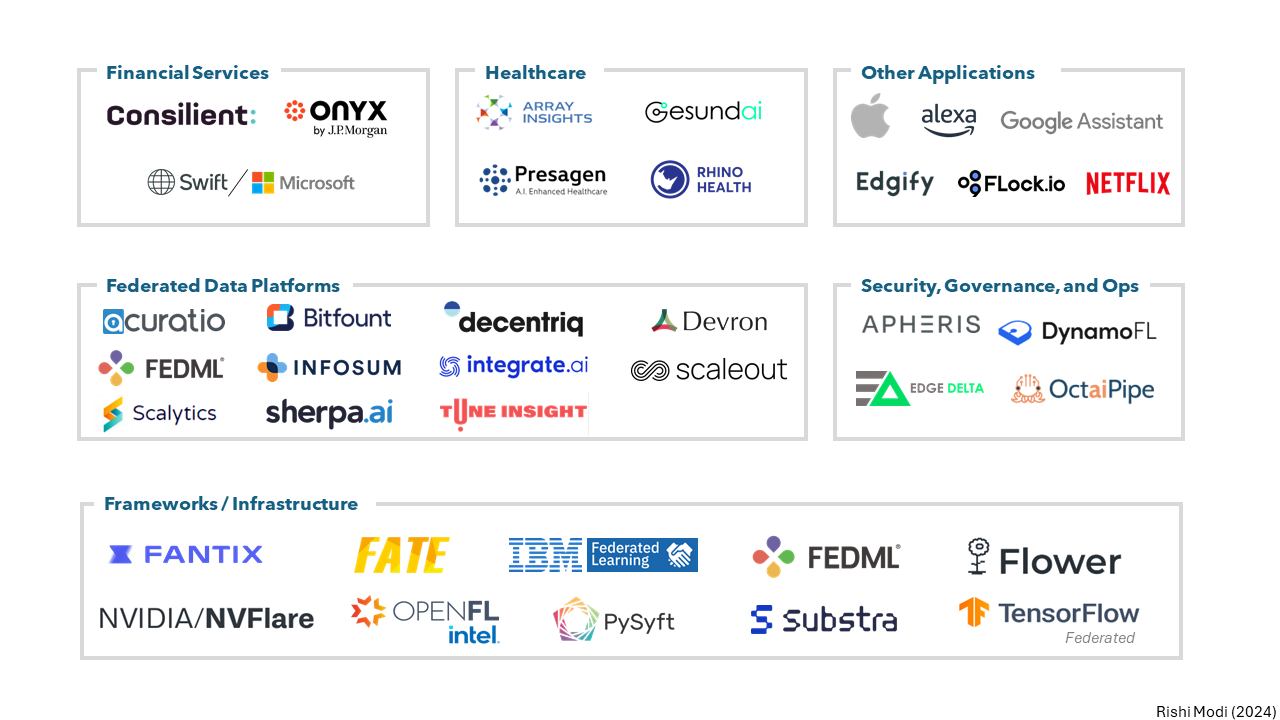 Financial Services
Consilient:
ONYX
by J.P.Morgan
Swift/Microsoft
Healthcare
ARRAY
INSIGHTS
Gesundai
Presagen
A.I. Enhanced Healthcare
RHINO
HEALTH
Other Applications
alexa
Google Assistant
Edgify
FLock.io
NETFLIX
Federated Data Platforms
acuratio
Bitfount
decentriq
Devron
FEDML®
INFOSUM
integrate.ai
scaleout
Scalytics
sherpa.ai
TUNE INSIGHT
Security, Governance, and Ops
APHERIS
DynamoFL
EDGE DELTA
OctaiPipe
Frameworks / Infrastructure
FANTIX
FATE
IBM Federated
Learning
FEDML®
Flower
NVIDIA/NVFlare
OPENFL
intel.
PySyft
Substra
TensorFlow
Federated
Rishi Modi (2024)